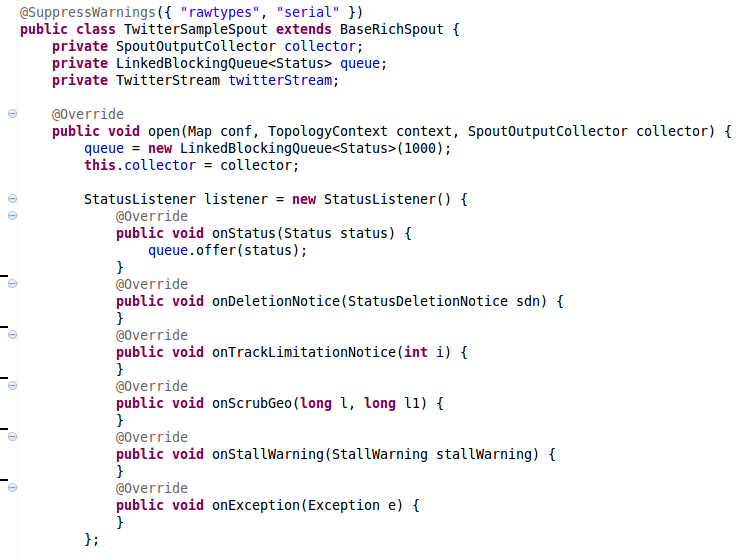 @SuppressWarnings({ "rawtypes", "serial" })
public class TwitterSampleSpout extends BaseRichSpout {
    private SpoutOutputCollector collector;
    private LinkedBlockingQueue<Status> queue;
    private TwitterStream twitterStream;

    @Override
    public void open(Map conf, TopologyContext context, SpoutOutputCollector collector) {
        queue = new LinkedBlockingQueue<Status>(1000);
        this.collector = collector;

        StatusListener listener = new StatusListener() {
            @Override
            public void onStatus(Status status) {
                queue.offer(status);
            }
            @Override
            public void onDeletionNotice(StatusDeletionNotice sdn) {
            }
            @Override
            public void onTrackLimitationNotice(int i) {
            }
            @Override
            public void onScrubGeo(long l, long l1) {
            }
            @Override
            public void onStallWarning(StallWarning stallWarning) {
            }
            @Override
            public void onException(Exception e) {
            }
        };